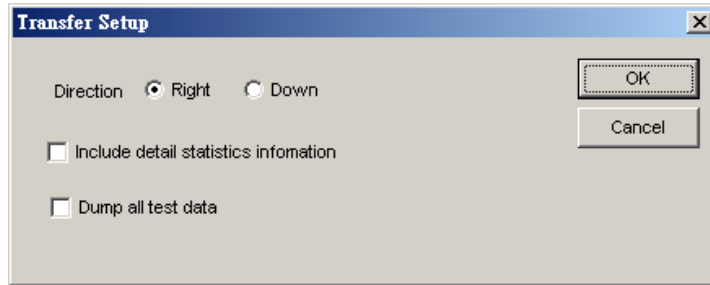 Transfer Setup
Direction Right Down
OK
Cancel
Include detail statistics infomation
Dump all test data